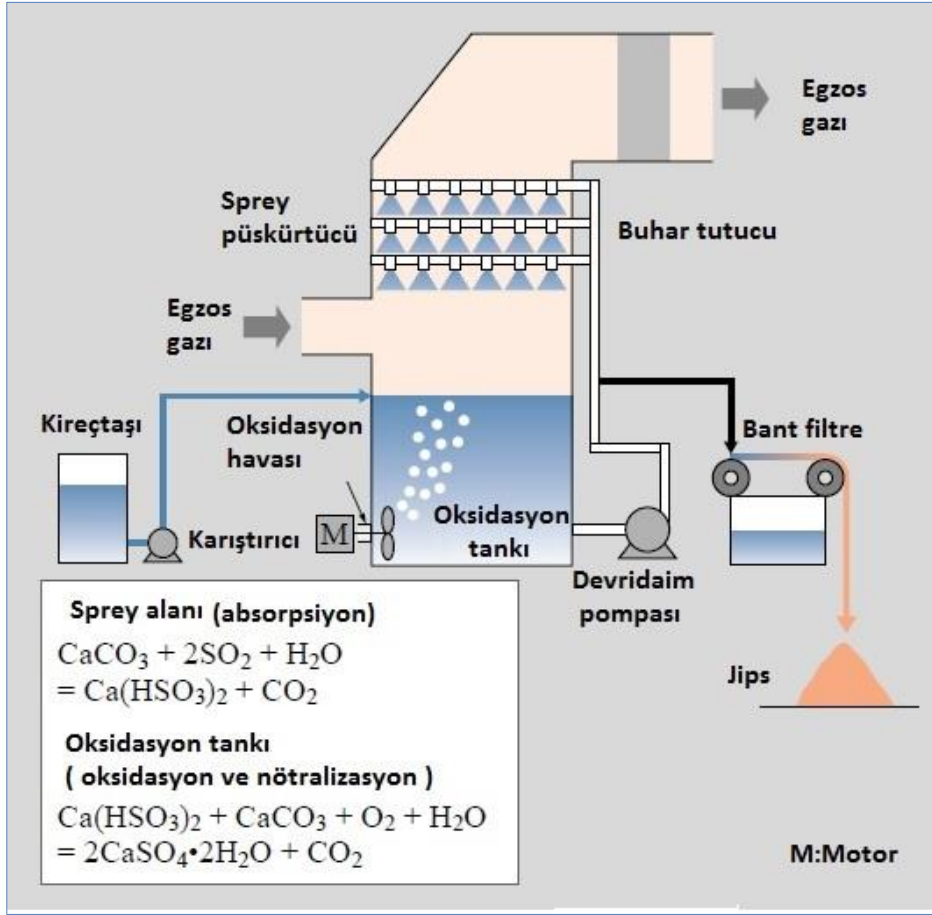 Egzos
gazı
Sprey
püskürtücü
Buhar tutucu
Egzos
gazı
Kireçtaşı
Oksidasyon
havası
Bant filtre
Karıştırıcı
M
Oksidasyon
tankı
Devridaim
pompası
Jips
Sprey alanı (absorpsiyon)
CaCO₃ + 2SO₂ + H₂O
= Ca(HSO₃)₂ + CO₂
Oksidasyon tankı
( oksidasyon ve nötralizasyon )
Ca(HSO₃)₂ + CaCO₃ + O₂ + H₂O
= 2CaSO₄•2H₂O + CO₂
M:Motor